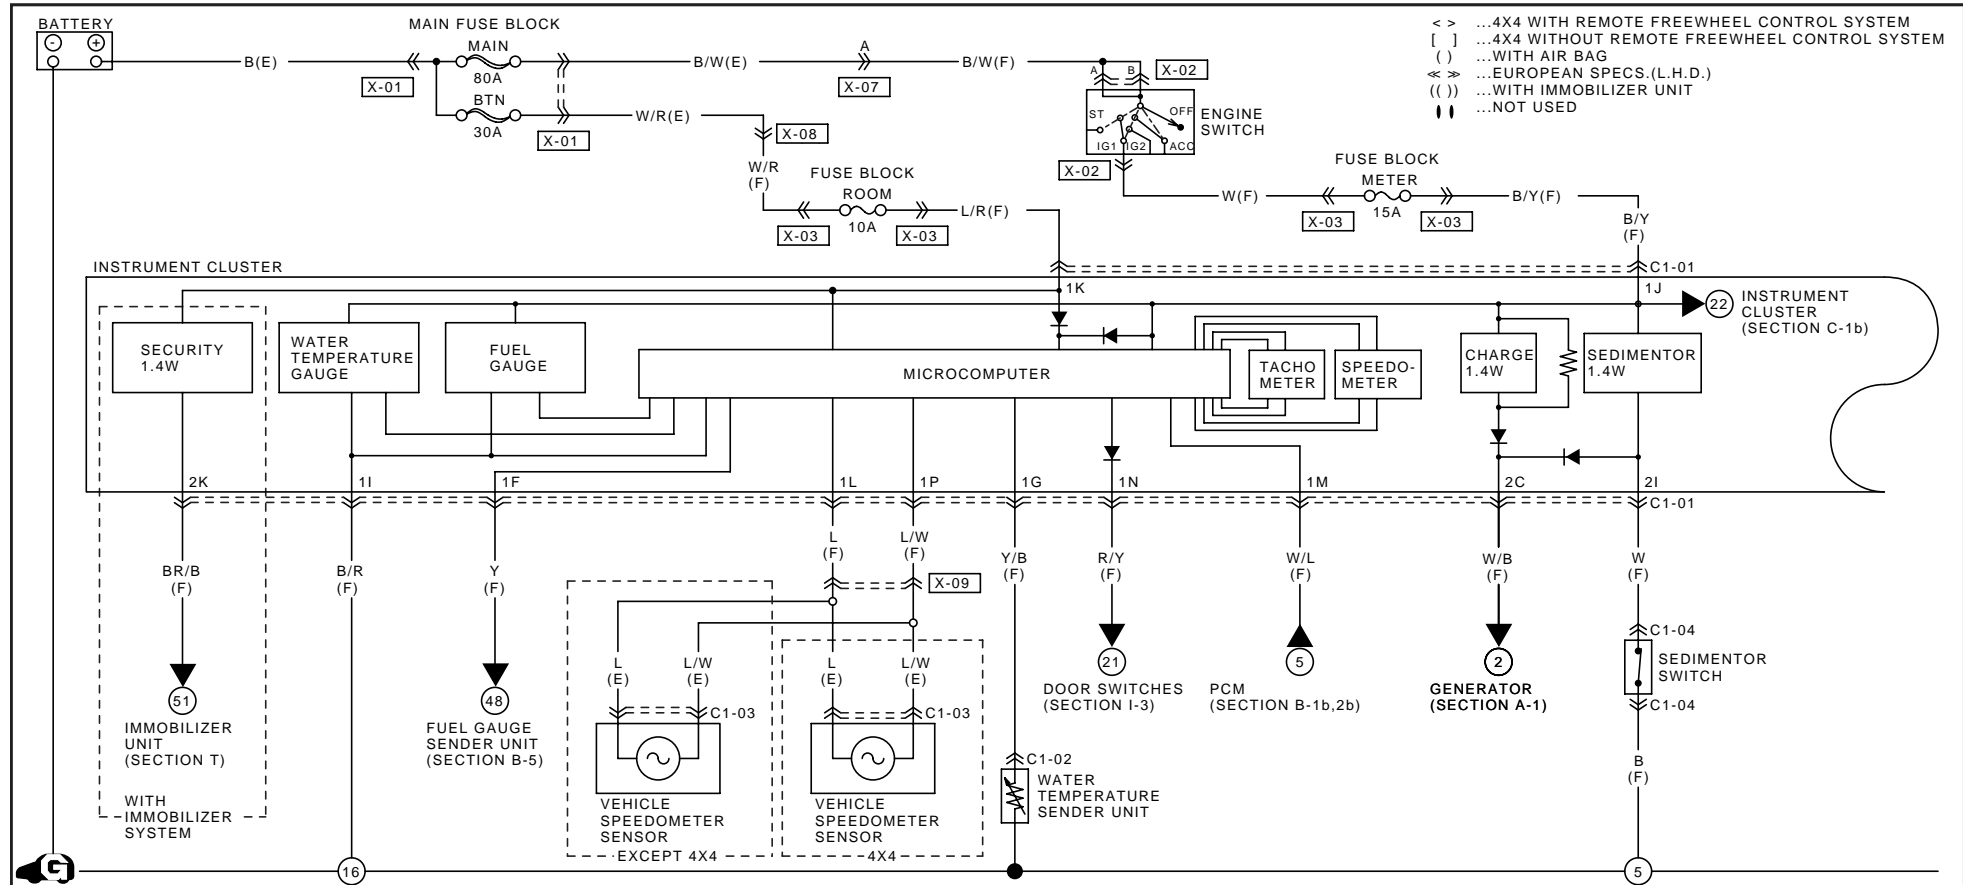 BATTERY
-
+
MAIN FUSE BLOCK
MAIN
80A
BTN
30A
B(E)
X-01
X-01
B/W(E)
A
X-07
B/W(F)
A
B
X-02
ENGINE
SWITCH
ST
OFF
IG1
IG2
ACC
X-02
< > ...4X4 WITH REMOTE FREEWHEEL CONTROL SYSTEM
[ ] ...4X4 WITHOUT REMOTE FREEWHEEL CONTROL SYSTEM
( ) ...WITH AIR BAG
≪ ≫ ...EUROPEAN SPECS.(L.H.D.)
(( )) ...WITH IMMOBILIZER UNIT
...NOT USED
W/R(E)
X-08
W/R
(F)
FUSE BLOCK
ROOM
10A
X-03
X-03
L/R(F)
W(F)
FUSE BLOCK
METER
15A
X-03
X-03
B/Y(F)
B/Y
(F)
C1-01
INSTRUMENT CLUSTER
1K
1J
22
INSTRUMENT
CLUSTER
(SECTION C-1b)
SECURITY
1.4W
WATER
TEMPERATURE
GAUGE
FUEL
GAUGE
MICROCOMPUTER
TACHO
METER
SPEEDO-
METER
CHARGE
1.4W
SEDIMENTOR
1.4W
2K
1I
1F
1L
1P
1G
1N
1M
2C
2I
C1-01
BR/B
(F)
B/R
(F)
Y
(F)
L
(F)
L/W
(F)
X-09
Y/B
(F)
R/Y
(F)
W/L
(F)
W/B
(F)
W
(F)
51
IMMOBILIZER
UNIT
(SECTION T)
WITH
IMMOBILIZER
SYSTEM
48
FUEL GAUGE
SENDER UNIT
(SECTION B-5)
L
(E)
L/W
(E)
C1-03
VEHICLE
SPEEDOMETER
SENSOR
EXCEPT 4X4
L
(E)
L/W
(E)
C1-03
VEHICLE
SPEEDOMETER
SENSOR
4X4
C1-02
WATER
TEMPERATURE
SENDER UNIT
21
DOOR SWITCHES
(SECTION I-3)
5
PCM
(SECTION B-1b,2b)
2
GENERATOR
(SECTION A-1)
C1-04
SEDIMENTOR
SWITCH
C1-04
B
(F)
G
16
5